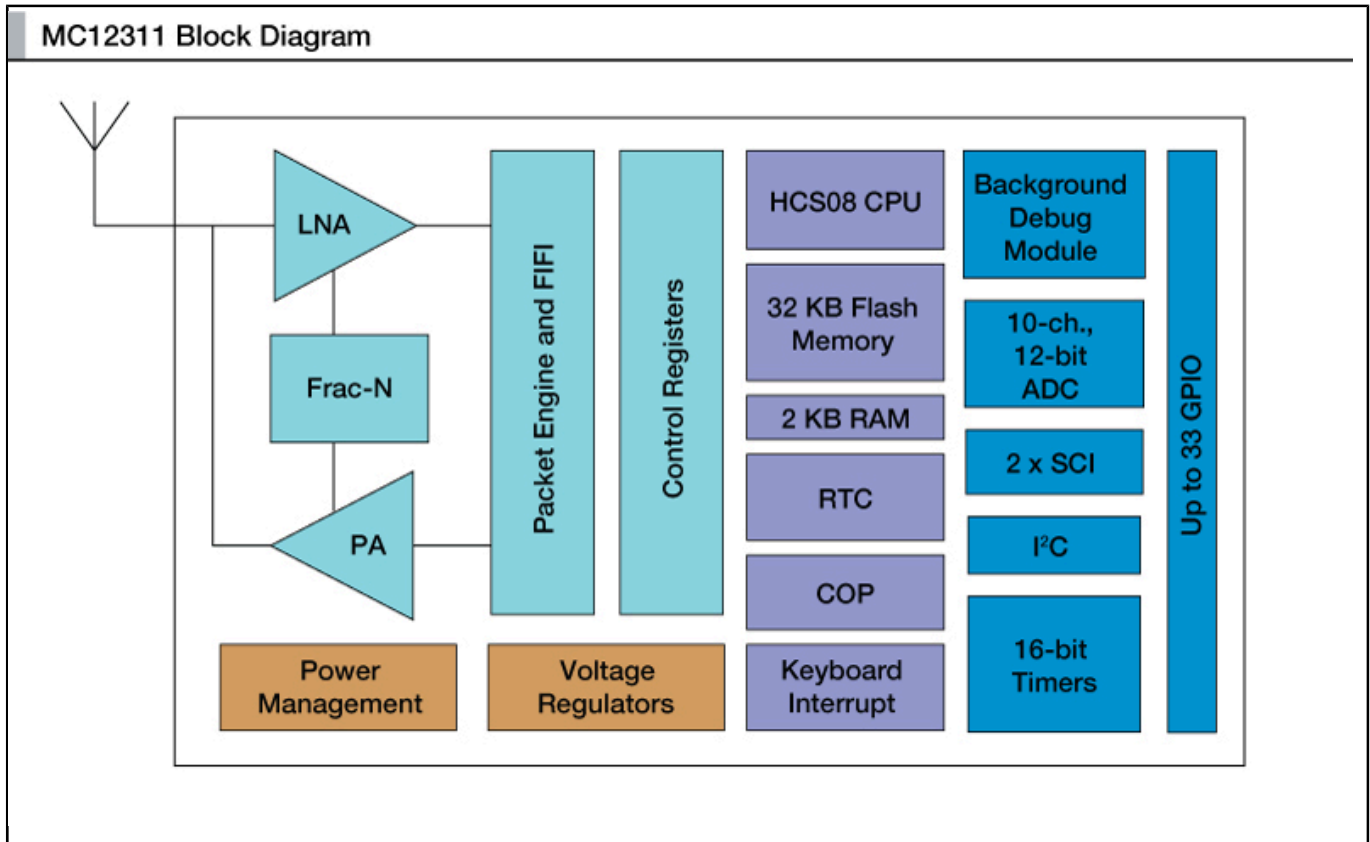 MC12311 Block Diagram
LNA
Frac-N
PA
Packet Engine and FIFI
Control Registers
Power
Management
Voltage
Regulators
HCS08 CPU
32 KB Flash
Memory
2 KB RAM
RTC
COP
Keyboard
Interrupt
Background
Debug
Module
10-ch.,
12-bit
ADC
2 x SCI
I²C
16-bit
Timers
Up to 33 GPIO